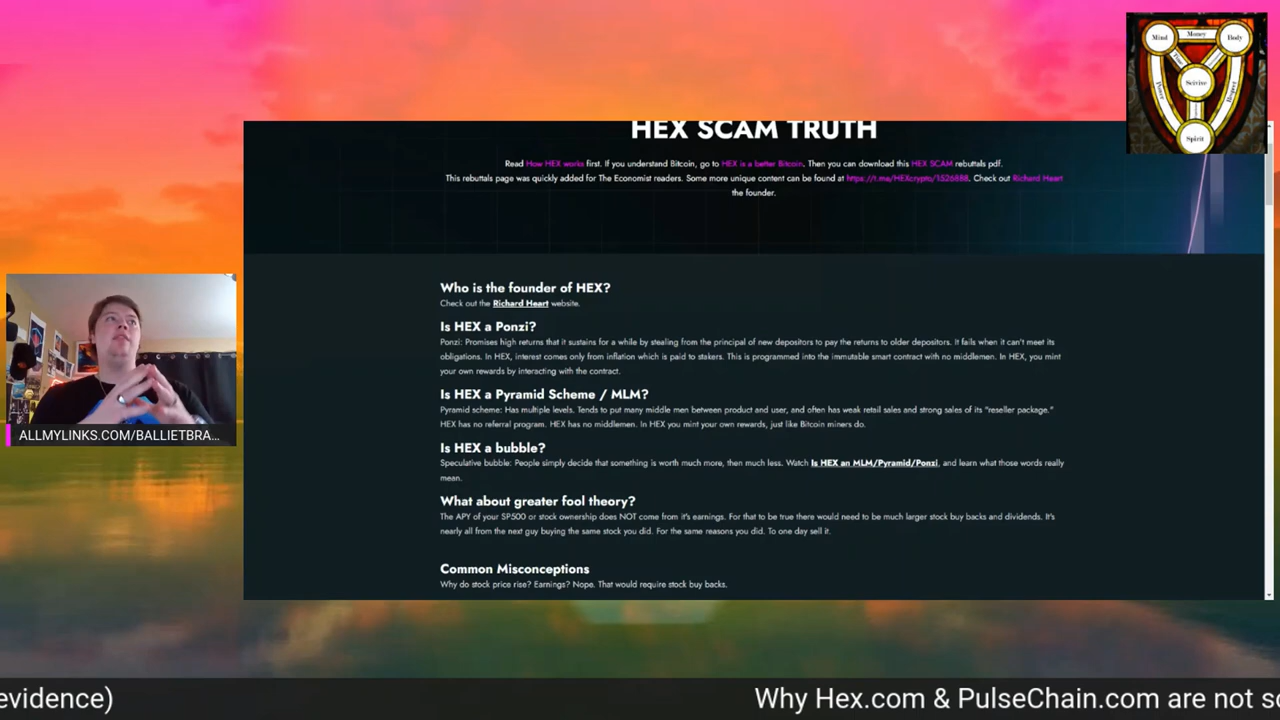 Mind
Money
Body
Power
Scivive
Respect
Spirit
HEX SCAM TRUTH
Read How HEX works first. If you understand Bitcoin, go to HEX is a better Bitcoin. Then you can download this HEX SCAM rebuttals pdf.
This rebuttals page was quickly added for The Economist readers. Some more unique content can be found at https://t.me/HEXcrypto/1526888. Check out Richard Heart
the founder.
Who is the founder of HEX?
Check out the Richard Heart website.
Is HEX a Ponzi?
Ponzi: Promises high returns that it sustains for a while by stealing from the principal of new depositors to pay the returns to older depositors. It fails when it can't meet its
obligations. In HEX, interest comes only from inflation which is paid to stakers. This is programmed into the immutable smart contract with no middlemen. In HEX, you mint
your own rewards by interacting with the contract.
Is HEX a Pyramid Scheme / MLM?
Pyramid scheme: Has multiple levels. Tends to put many middle men between product and user, and often has weak retail sales and strong sales of its "reseller package."
HEX has no referral program. HEX has no middlemen. In HEX you mint your own rewards, just like Bitcoin miners do.
Is HEX a bubble?
Speculative bubble: People simply decide that something is worth much more, then much less. Watch Is HEX an MLM/Pyramid/Ponzi, and learn what those words really
mean.
What about greater fool theory?
The APY of your SP500 or stock ownership does NOT come from it's earnings. For that to be true there would need to be much larger stock buy backs and dividends. It's
nearly all from the next guy buying the same stock you did. For the same reasons you did. To one day sell it.
Common Misconceptions
Why do stock price rise? Earnings? Nope. That would require stock buy backs.
ALLMYLINKS.COM/BALLIETBRA...
evidence)
Why Hex.com & PulseChain.com are not sc